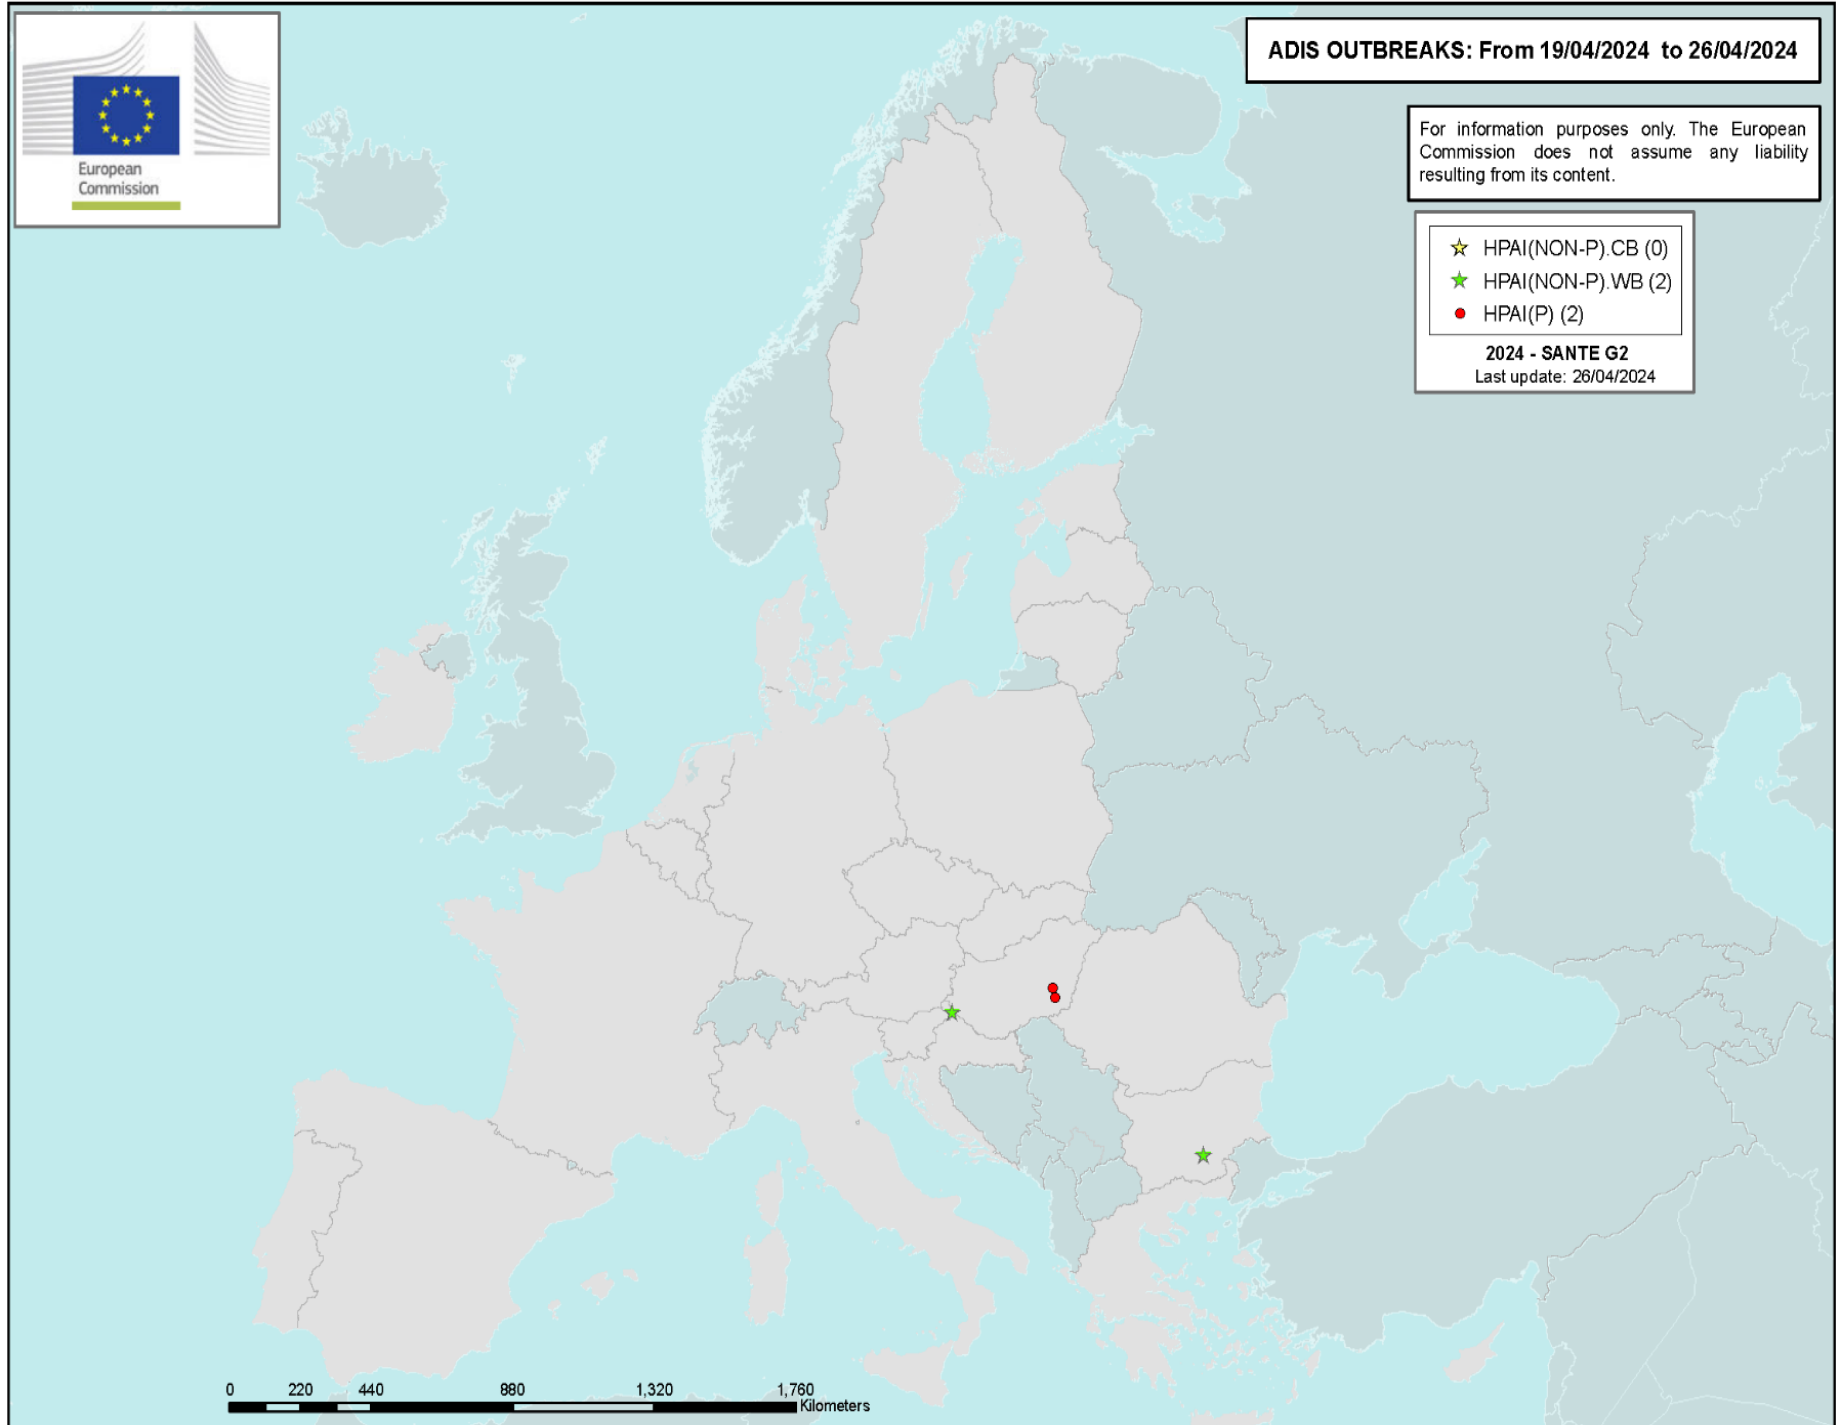 European
Commission
ADIS OUTBREAKS: From 19/04/2024 to 26/04/2024
For information purposes only. The European
Commission does not assume any liability
resulting from its content.
HPAI(NON-P).CB (0)
HPAI(NON-P).WB (2)
HPAI(P) (2)
2024 - SANTE G2
Last update: 26/04/2024
0 220 440 880 1,320 1,760
Kilometers